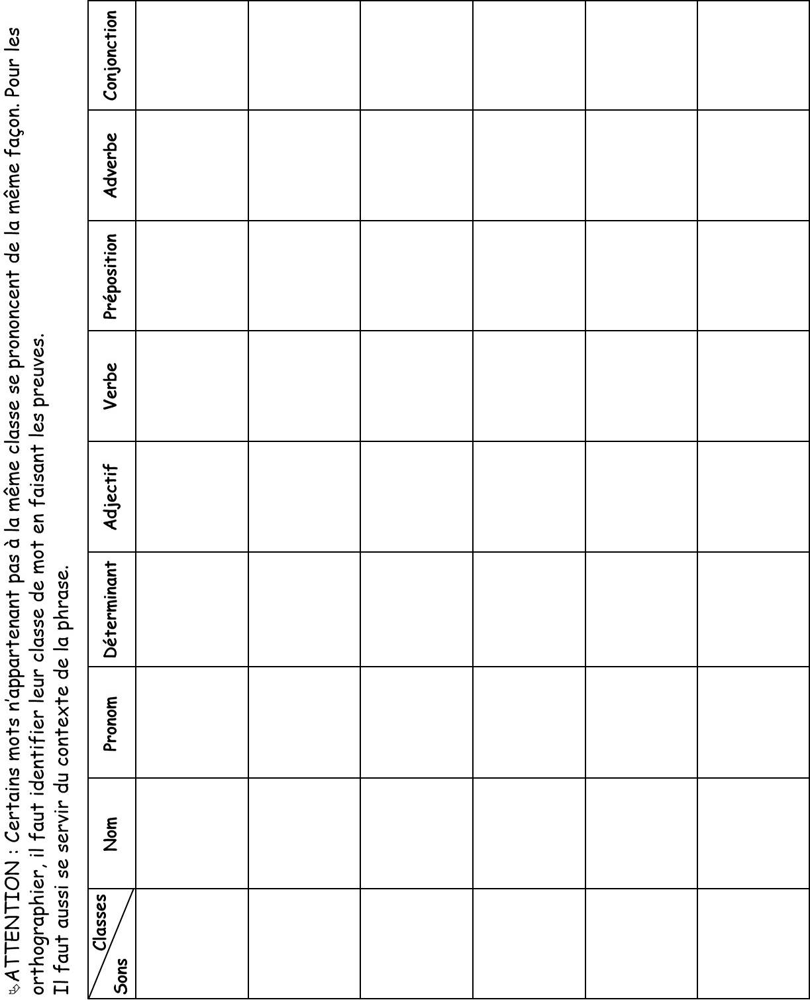 ATTENTION : Certains mots n'appartenant pas à la même classe se prononcent de la même façon. Pour les
orthographier, il faut identifier leur classe de mot en faisant les preuves.
Il faut aussi se servir du contexte de la phrase.
Classes
Sons
Nom
Pronom
Déterminant
Adjectif
Verbe
Préposition
Adverbe
Conjonction